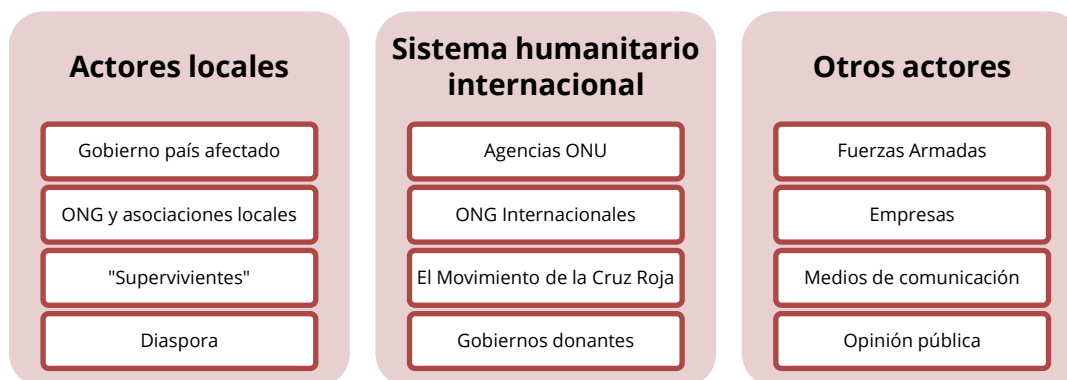 Actores locales
Gobierno país afectado
ONG y asociaciones locales
"Supervivientes"
Diaspora
Sistema humanitario
internacional
Agencias ONU
ONG Internacionales
El Movimiento de la Cruz Roja
Gobiernos donantes
Otros actores
Fuerzas Armadas
Empresas
Medios de comunicación
Opinión pública